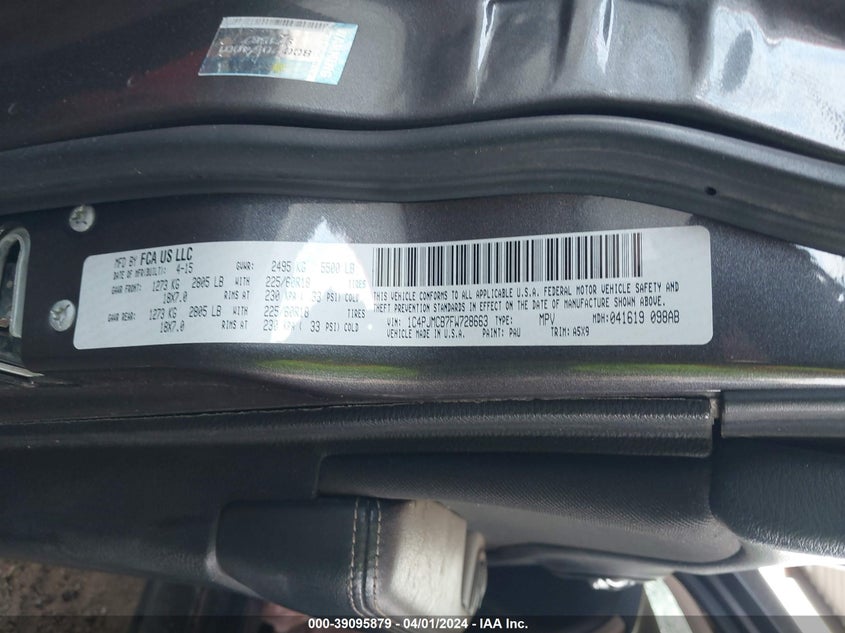 MFD BY FCA US LLC
DATE OF MFR/BUILT: 4-15 GVWR: 2495 KG 5500 LB
GAWR FRONT: 1273 KG 2805 LB WITH 225/60R18 TIRES
18X7.0 RIMS AT 230 KPA ( 33 PSI) COLD
GAWR REAR: 1273 KG 2805 LB WITH 225/60R18 TIRES
18X7.0 RIMS AT 230 KPA ( 33 PSI) COLD
THIS VEHICLE CONFORMS TO ALL APPLICABLE U.S.A. FEDERAL MOTOR VEHICLE SAFETY AND
THEFT PREVENTION STANDARDS IN EFFECT ON THE DATE OF MANUFACTURE SHOWN ABOVE.
VIN: 1C4PJMCB7FW728663 TYPE: MPV MDH: 041619 098AB
VEHICLE MADE IN U.S.A. PAINT: PAU TRIM: A5X9
000-39095879 - 04/01/2024 - IAA Inc.